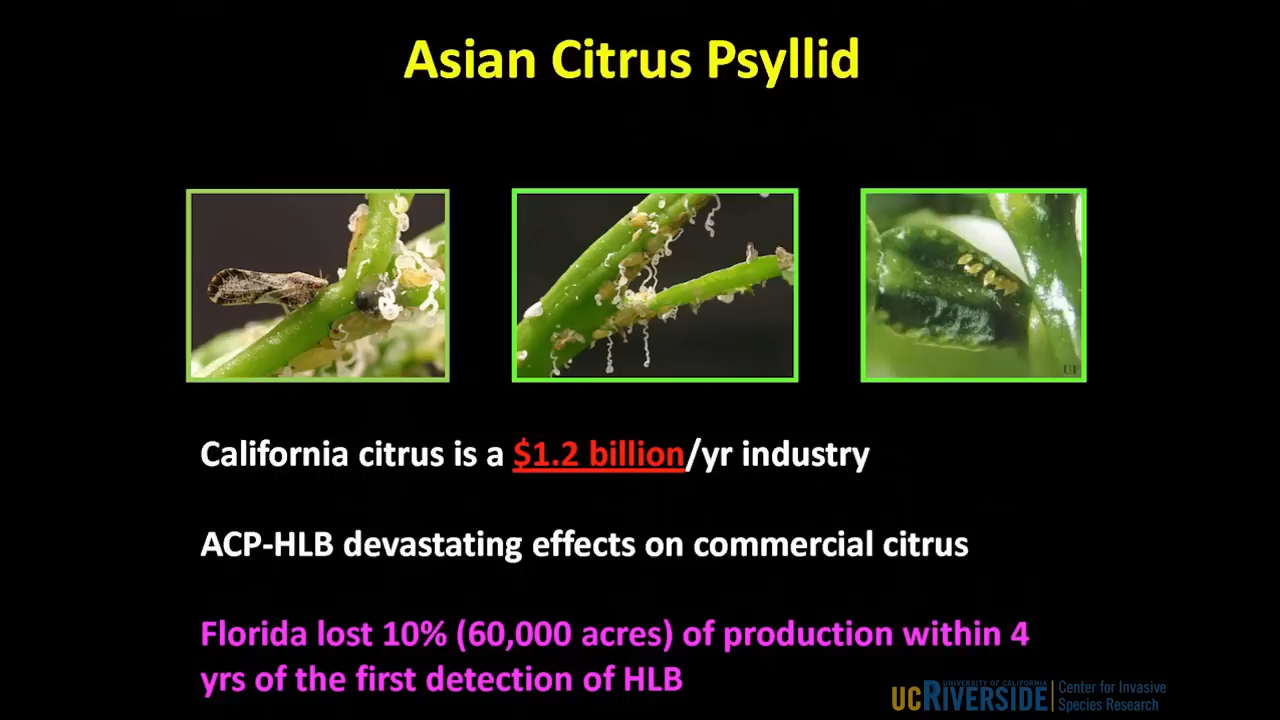 Asian Citrus Psyllid
UF
California citrus is a $1.2 billion/yr industry
ACP-HLB devastating effects on commercial citrus
Florida lost 10% (60,000 acres) of production within 4
yrs of the first detection of HLB
UNIVERSITY OF CALIFORNIA
UCRIVERSIDE
Center for Invasive
Species Research